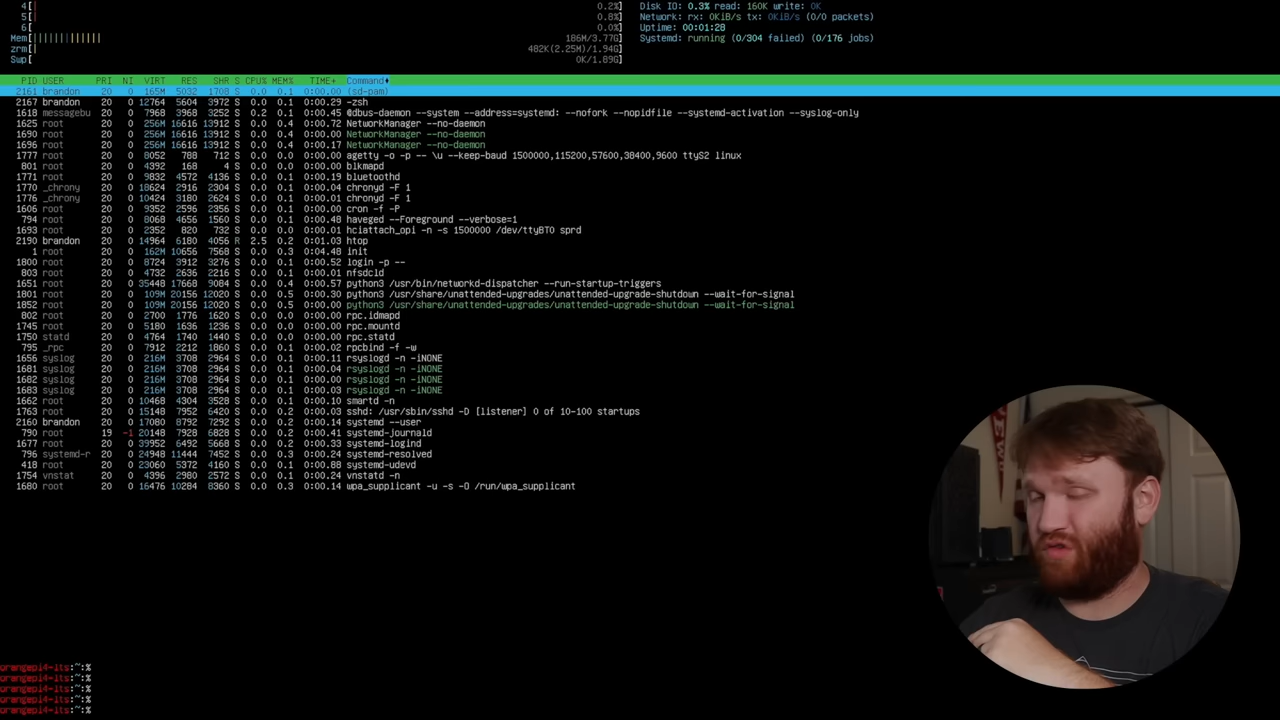 4[ 0.2%] Disk IO: 0.3% read: 160K write: 0K
5[ 0.8%] Network: rx: 0KiB/s tx: 0KiB/s (0/0 packets)
6[ 0.0%] Uptime: 00:01:28
Mem[||||||||||||| 186M/3.77G] Systemd: running (0/304 failed) (0/176 jobs)
zrm[| 482K(2.25M)/1.94G]
Swp[ 0K/1.89G]
PID USER PRI NI VIRT RES SHR S CPU% MEM% TIME+ Command
2161 brandon 20 0 165M 5032 1708 S 0.0 0.1 0:00.00 (sd-pam)
2167 brandon 20 0 12764 5604 3972 S 0.0 0.1 0:00.29 -zsh
1618 messagebu 20 0 7968 3968 3252 S 0.2 0.1 0:00.45 @dbus-daemon --system --address=systemd: --nofork --nopidfile --systemd-activation --syslog-only
1625 root 20 0 256M 16616 13912 S 0.0 0.4 0:00.72 NetworkManager --no-daemon
1690 root 20 0 256M 16616 13912 S 0.0 0.4 0:00.00 NetworkManager --no-daemon
1696 root 20 0 256M 16616 13912 S 0.0 0.4 0:00.17 NetworkManager --no-daemon
1777 root 20 0 8052 788 712 S 0.0 0.0 0:00.00 agetty -o -p -- \u --keep-baud 1500000,115200,57600,38400,9600 ttyS2 linux
801 root 20 0 4392 168 4 S 0.0 0.0 0:00.00 blkmapd
1771 root 20 0 9832 4572 4136 S 0.0 0.1 0:00.19 bluetoothd
1770 _chrony 20 0 18624 2916 2304 S 0.0 0.1 0:00.04 chronyd -F 1
1776 _chrony 20 0 10424 3180 2624 S 0.0 0.1 0:00.00 chronyd -F 1
1606 root 20 0 9352 2596 2356 S 0.0 0.1 0:00.00 cron -f -P
794 root 20 0 8068 4656 1560 S 0.0 0.1 0:00.48 haveged --Foreground --verbose=1
1693 root 20 0 2352 820 732 S 0.0 0.0 0:00.01 hciattach_opi -n -s 1500000 /dev/ttyBT0 sprd
2190 brandon 20 0 14964 6180 4056 R 2.5 0.2 0:01.03 htop
1 root 20 0 162M 10656 7568 S 0.0 0.3 0:04.48 init
1800 root 20 0 8724 3912 3276 S 0.0 0.1 0:00.52 login -p --
803 root 20 0 4732 2636 2216 S 0.0 0.1 0:00.01 nfsdcld
1651 root 20 0 35448 17668 9084 S 0.0 0.4 0:00.57 python3 /usr/bin/networkd-dispatcher --run-startup-triggers
1801 root 20 0 109M 20156 12020 S 0.0 0.5 0:00.30 python3 /usr/share/unattended-upgrades/unattended-upgrade-shutdown --wait-for-signal
1852 root 20 0 109M 20156 12020 S 0.0 0.5 0:00.00 python3 /usr/share/unattended-upgrades/unattended-upgrade-shutdown --wait-for-signal
802 root 20 0 2700 1776 1620 S 0.0 0.0 0:00.00 rpc.idmapd
1745 root 20 0 5180 1636 1236 S 0.0 0.0 0:00.00 rpc.mountd
1750 statd 20 0 4764 1740 1440 S 0.0 0.0 0:00.00 rpc.statd
795 _rpc 20 0 7912 2212 1860 S 0.0 0.1 0:00.02 rpcbind -f -w
1656 syslog 20 0 216M 3708 2964 S 0.0 0.1 0:00.11 rsyslogd -n -iNONE
1681 syslog 20 0 216M 3708 2964 S 0.0 0.1 0:00.04 rsyslogd -n -iNONE
1682 syslog 20 0 216M 3708 2964 S 0.0 0.1 0:00.00 rsyslogd -n -iNONE
1683 syslog 20 0 216M 3708 2964 S 0.0 0.1 0:00.03 rsyslogd -n -iNONE
1662 root 20 0 10468 4304 3528 S 0.0 0.1 0:00.10 smartd -n
1763 root 20 0 15148 7952 6420 S 0.0 0.2 0:00.03 sshd: /usr/sbin/sshd -D [listener] 0 of 10-100 startups
2160 brandon 20 0 17080 8792 7292 S 0.0 0.2 0:00.06 systemd --user
790 root 19 -1 20148 7928 6828 S 0.0 0.2 0:00.41 systemd-journald
1677 root 20 0 39952 6492 5668 S 0.0 0.2 0:00.33 systemd-logind
796 systemd-r 20 0 24948 11444 7452 S 0.0 0.3 0:00.24 systemd-resolved
418 root 20 0 23060 5372 4160 S 0.0 0.1 0:00.88 systemd-udevd
1754 vnstat 20 0 4396 2980 2572 S 0.0 0.1 0:00.24 vnstatd -n
1680 root 20 0 16476 10284 8360 S 0.0 0.3 0:00.14 wpa_supplicant -u -s -O /run/wpa_supplicant
orangepi4-lts:~:%
orangepi4-lts:~:%
orangepi4-lts:~:%
orangepi4-lts:~:%
orangepi4-lts:~:%